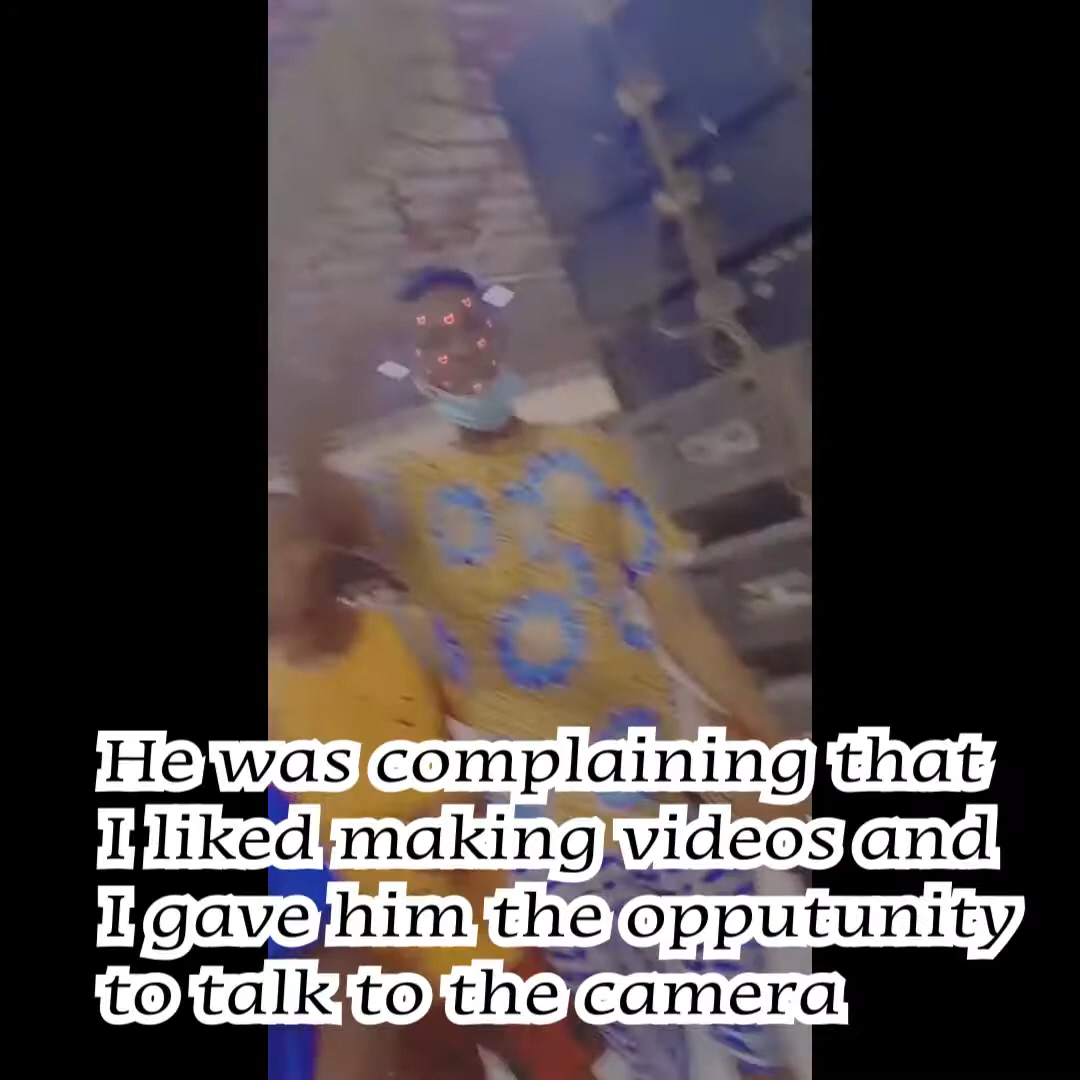 He was complaining that
I liked making videos and
I gave him the opputunity
to talk to the camera